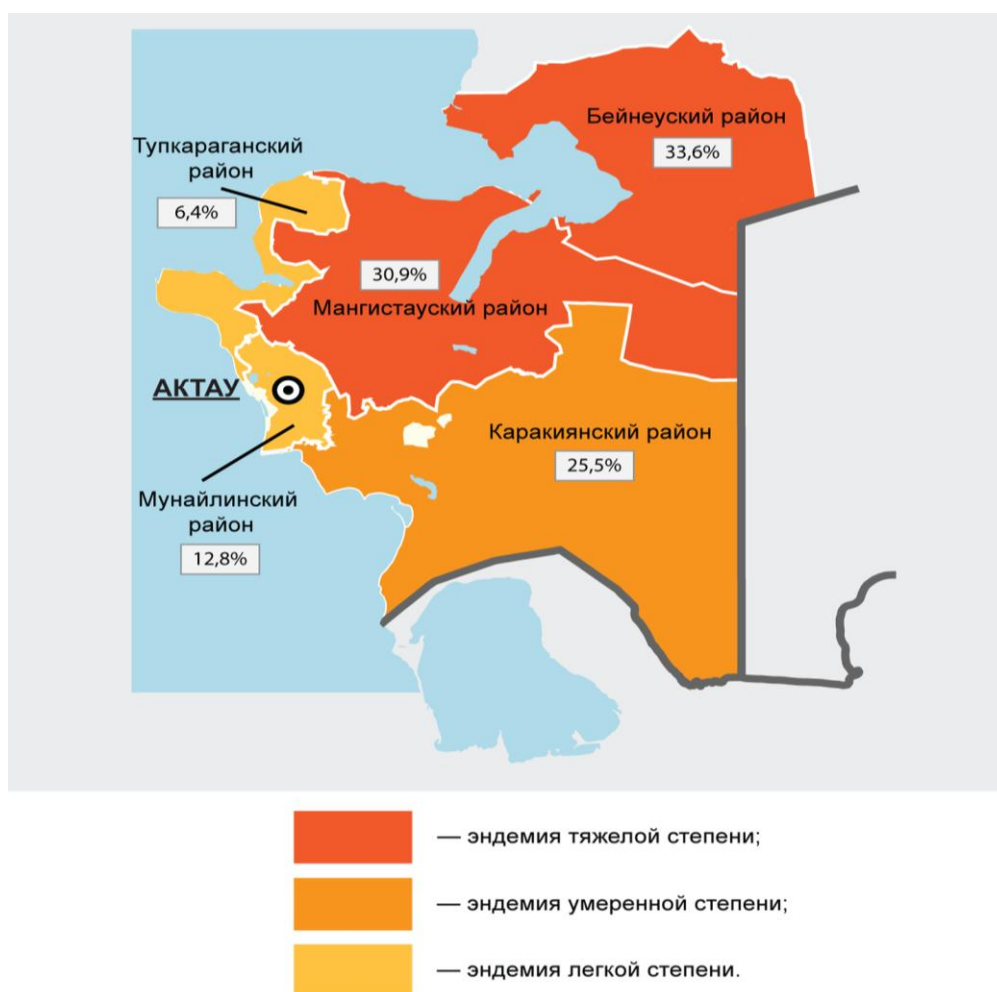 Бейнеуский район
33,6%
Тупкараганский
район
6,4%
30,9%
Мангистауский район
АКТАУ
Каракиянский район
25,5%
Мунайлинский
район
12,8%
— эндемия тяжелой степени;
— эндемия умеренной степени;
— эндемия легкой степени.